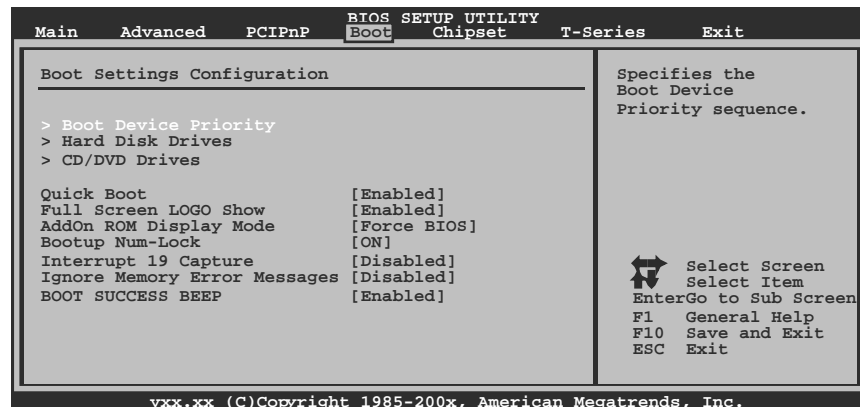 BIOS SETUP UTILITY
Main Advanced PCIPnP Boot Chipset T-Series Exit
Boot Settings Configuration
> Boot Device Priority
> Hard Disk Drives
> CD/DVD Drives
Quick Boot [Enabled]
Full Screen LOGO Show [Enabled]
AddOn ROM Display Mode [Force BIOS]
Bootup Num-Lock [ON]
Interrupt 19 Capture [Disabled]
Ignore Memory Error Messages [Disabled]
BOOT SUCCESS BEEP [Enabled]
Specifies the
Boot Device
Priority sequence.
Select Screen
Select Item
EnterGo to Sub Screen
F1 General Help
F10 Save and Exit
ESC Exit
vxx.xx (C)Copyright 1985-200x, American Megatrends, Inc.